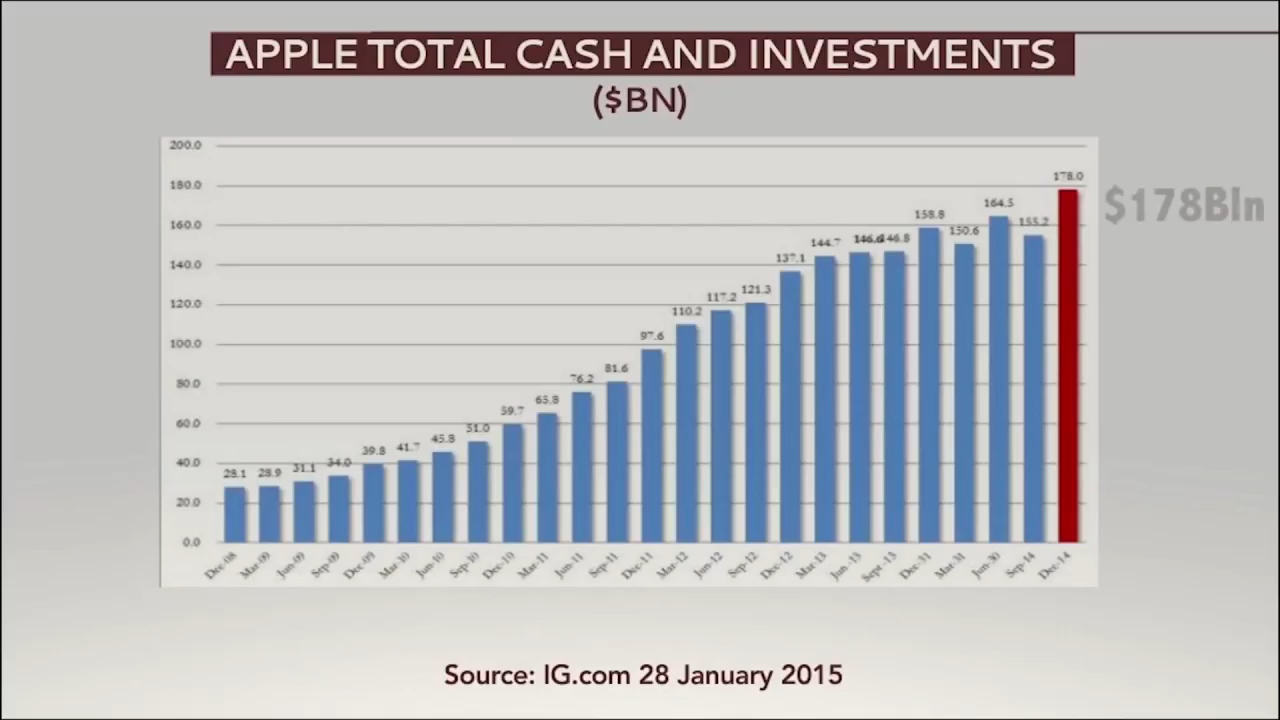 APPLE TOTAL CASH AND INVESTMENTS
($BN)
200.0
180.0
160.0
140.0
120.0
100.0
80.0
60.0
40.0
20.0
0.0
28.1 28.9 31.1 34.0 39.8 41.7 45.8 51.0 59.7 65.8 76.2 81.6 97.6 110.2 117.2 121.3 137.1 144.7 146.6 146.8 158.8 150.6 164.5 155.2 178.0
$178Bln
Dec-08 Mar-09 Jun-09 Sep-09 Dec-09 Mar-10 Jun-10 Sep-10 Dec-10 Mar-11 Jun-11 Sep-11 Dec-11 Mar-12 Jun-12 Sep-12 Dec-12 Mar-13 Jun-13 Sept-13 Dec-31 Mar-31 Jun-30 Sep-14 Dec-14
Source: IG.com 28 January 2015